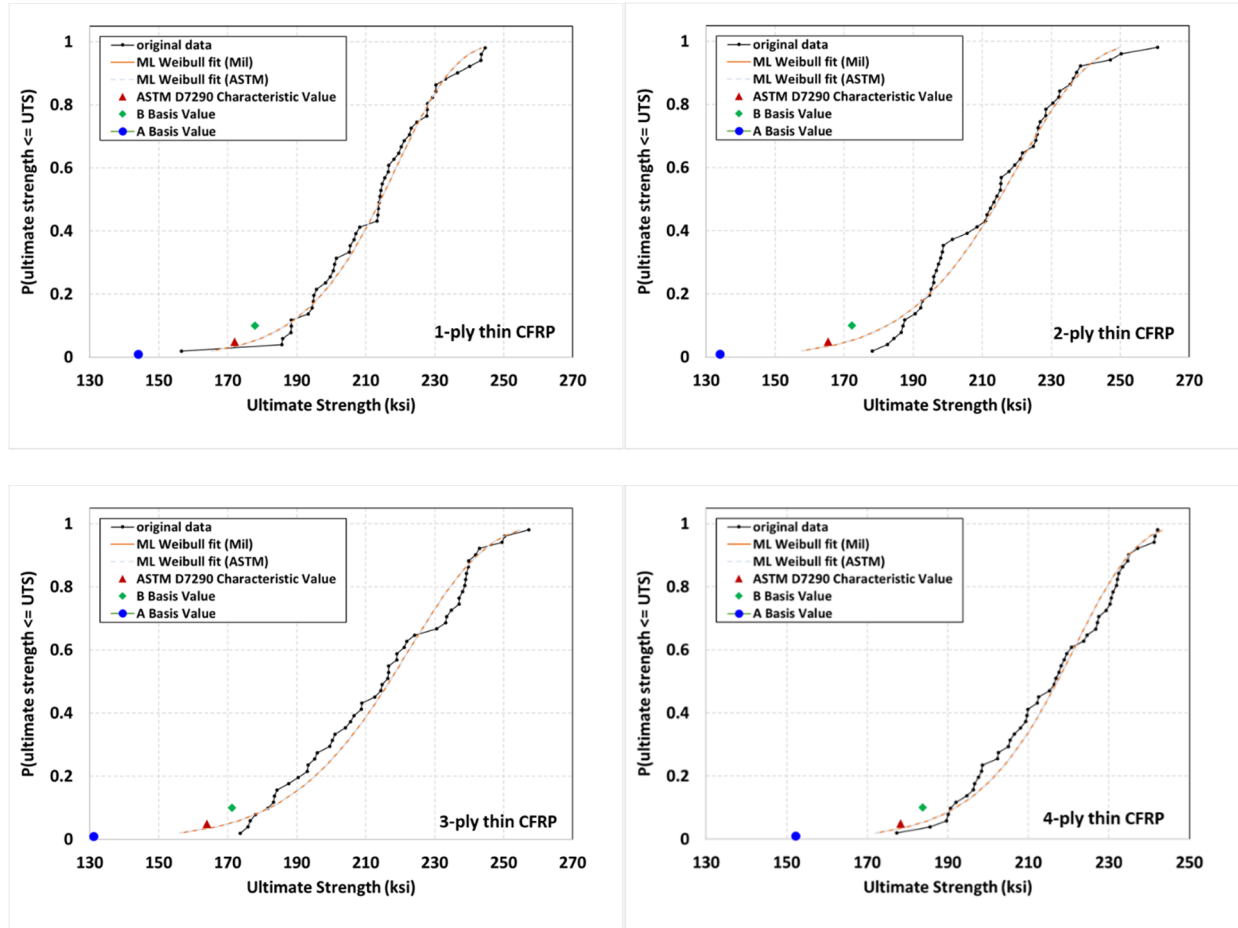 original data
ML Weibull fit (Mil)
ML Weibull fit (ASTM)
ASTM D7290 Characteristic Value
B Basis Value
A Basis Value
P(ultimate strength <= UTS)
1
0.8
0.6
0.4
0.2
0
1-ply thin CFRP
130 150 170 190 210 230 250 270
Ultimate Strength (ksi)
original data
ML Weibull fit (Mil)
ML Weibull fit (ASTM)
ASTM D7290 Characteristic Value
B Basis Value
A Basis Value
P(ultimate strength <= UTS)
1
0.8
0.6
0.4
0.2
0
2-ply thin CFRP
130 150 170 190 210 230 250 270
Ultimate Strength (ksi)
original data
ML Weibull fit (Mil)
ML Weibull fit (ASTM)
ASTM D7290 Characteristic Value
B Basis Value
A Basis Value
P(ultimate strength <= UTS)
1
0.8
0.6
0.4
0.2
0
3-ply thin CFRP
130 150 170 190 210 230 250 270
Ultimate Strength (ksi)
original data
ML Weibull fit (Mil)
ML Weibull fit (ASTM)
ASTM D7290 Characteristic Value
B Basis Value
A Basis Value
P(ultimate strength <= UTS)
1
0.8
0.6
0.4
0.2
0
4-ply thin CFRP
130 150 170 190 210 230 250
Ultimate Strength (ksi)